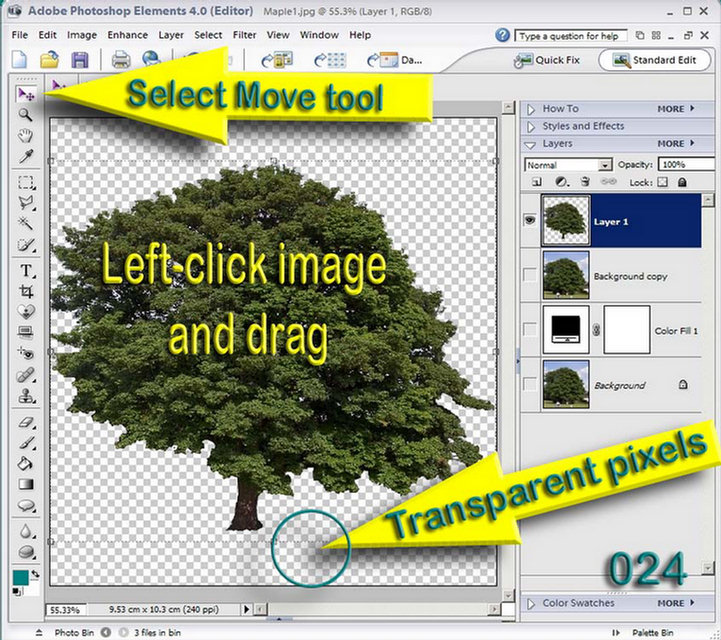 Adobe Photoshop Elements 4.0 (Editor) Maple1.jpg @ 55.3% (Layer 1, RGB/8)
File Edit Image Enhance Layer Select Filter View Window Help
Type a question for help
Da...
Quick Fix
Standard Edit
Select Move tool
How To MORE
Styles and Effects
Layers
Normal Opacity: 100%
Lock:
Layer 1
Left-click image
and drag
Background copy
Color Fill 1
Background
Transparent pixels
024
55.33% 9.53 cm x 10.3 cm (240 ppi)
Color Swatches MORE
Photo Bin 3 files in bin
Palette Bin